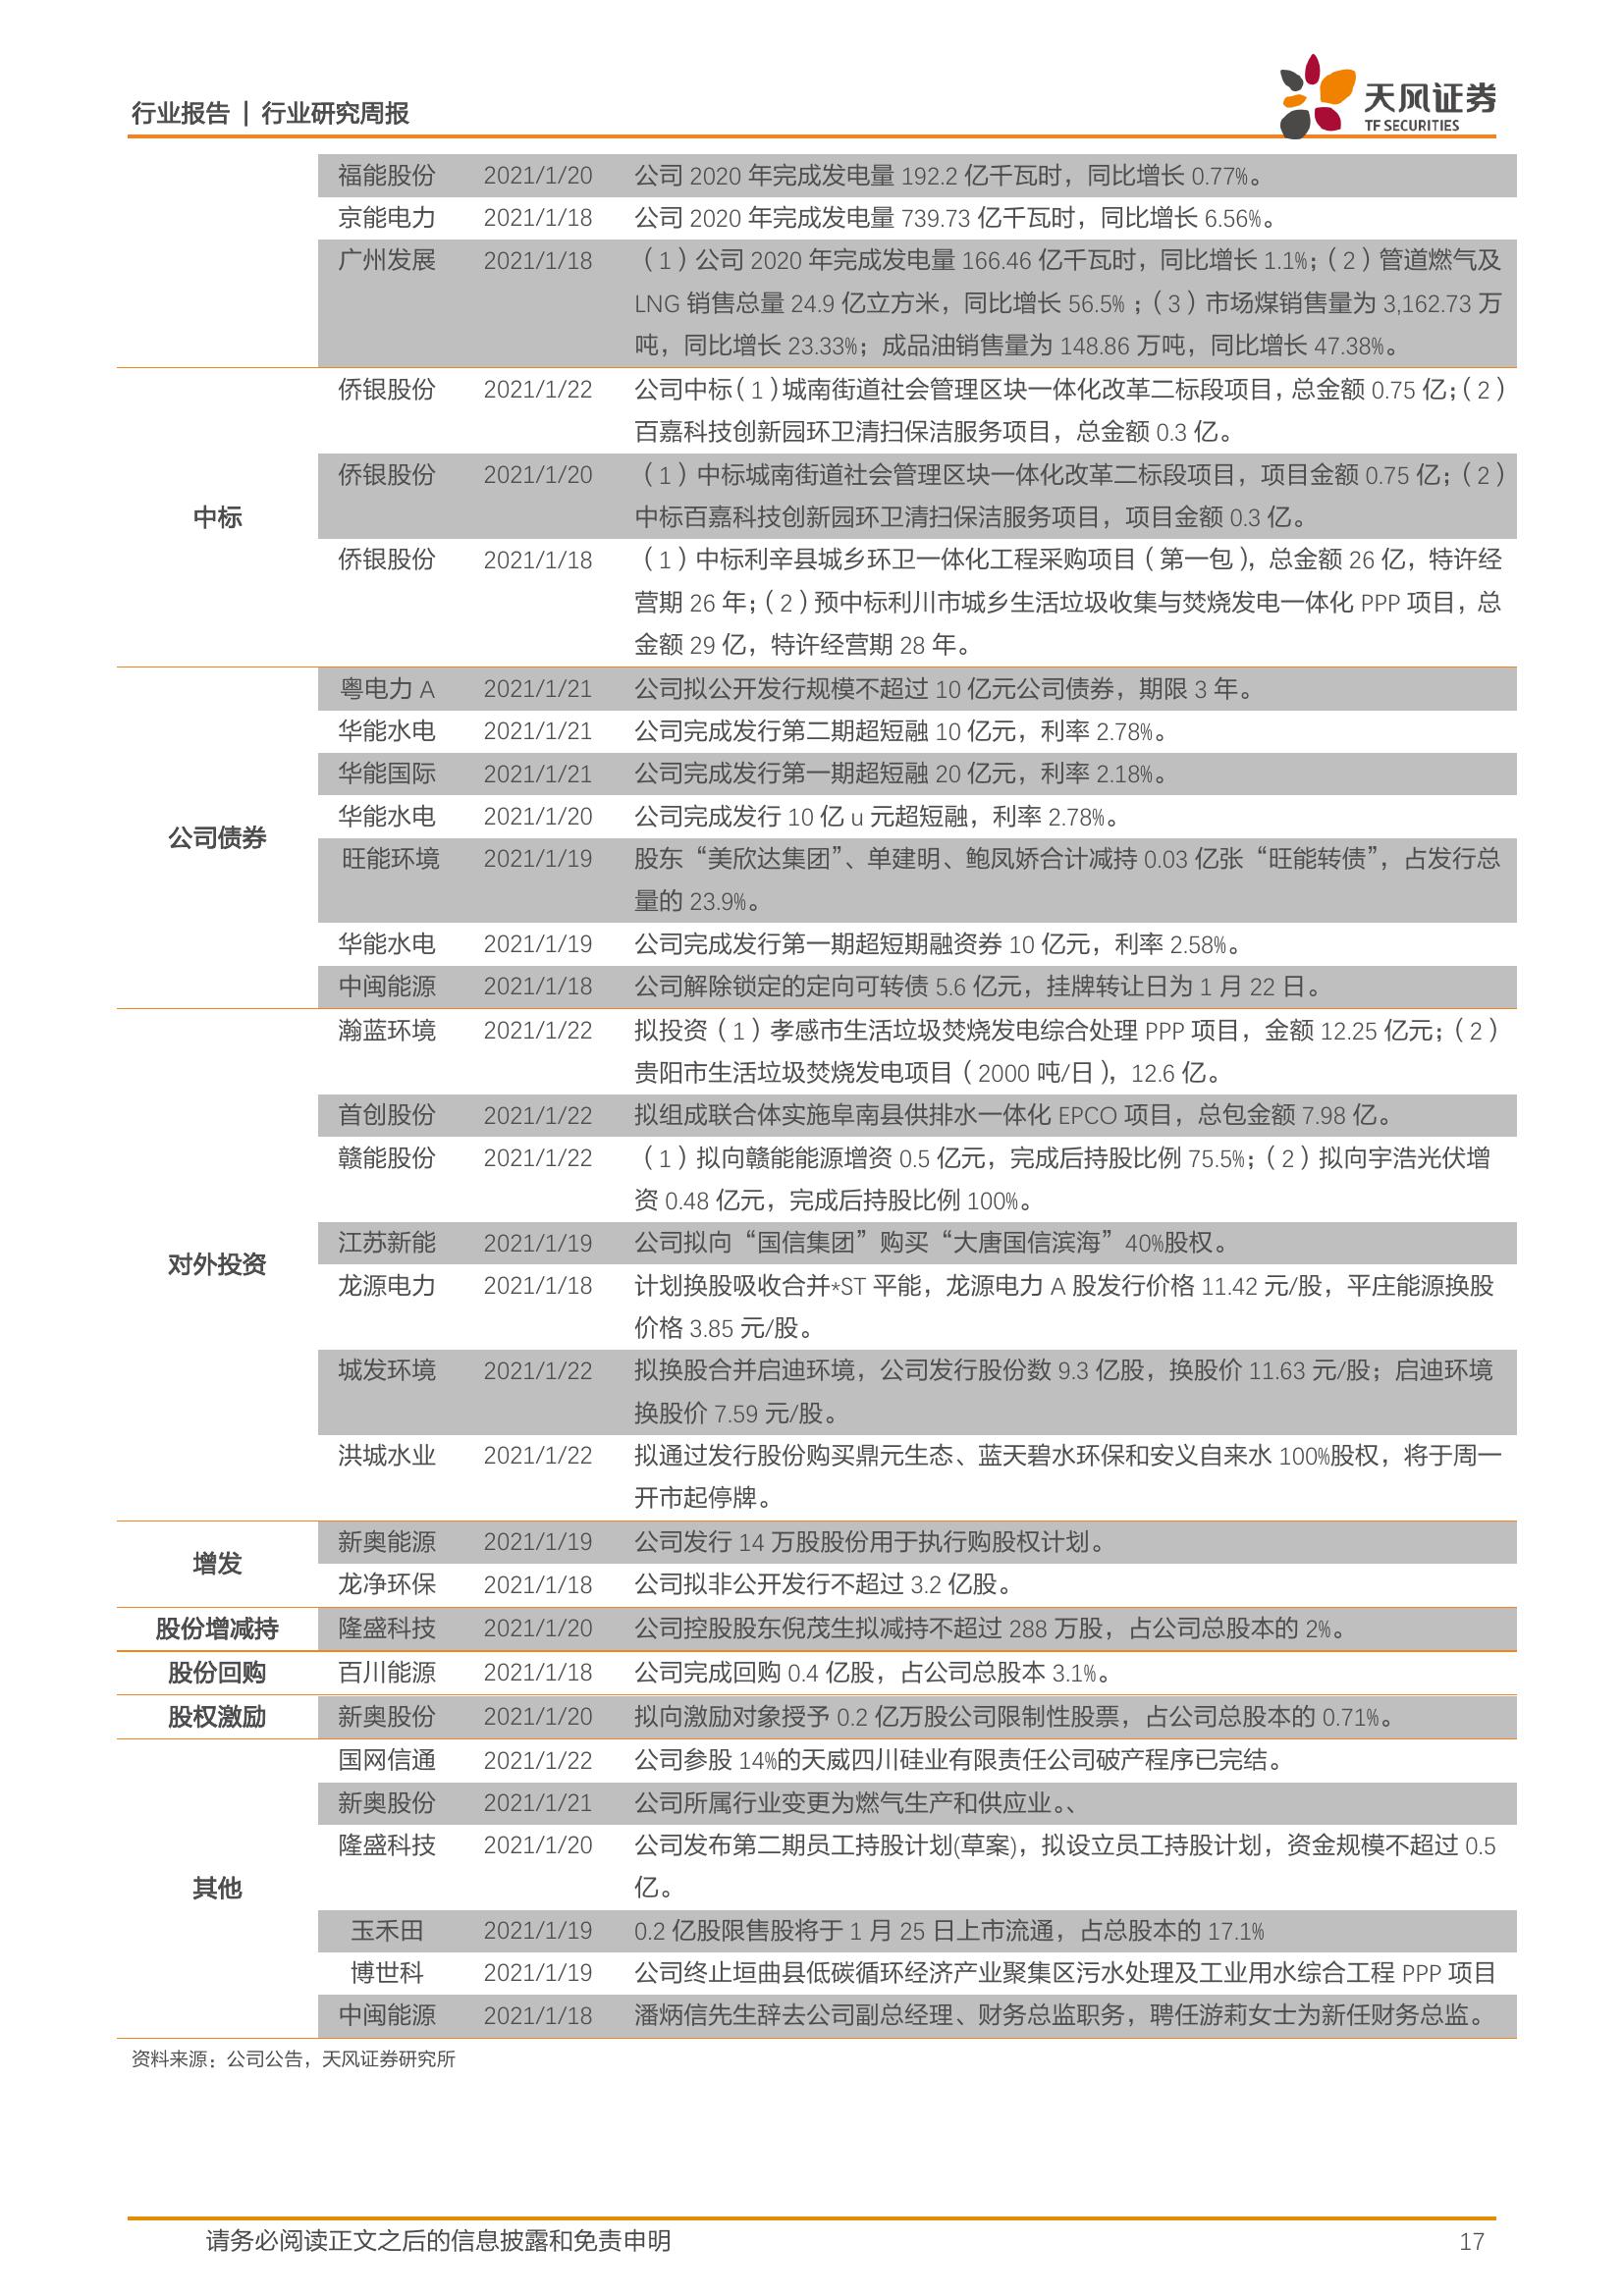 行业报告 | 行业研究周报
天风证券
TF SECURITIES
福能股份 2021/1/20 公司 2020 年完成发电量 192.2 亿千瓦时，同比增长 0.77%。
京能电力 2021/1/18 公司 2020 年完成发电量 739.73 亿千瓦时，同比增长 6.56%。
广州发展 2021/1/18 （1）公司 2020 年完成发电量 166.46 亿千瓦时，同比增长 1.1%；（2）管道燃气及
LNG 销售总量 24.9 亿立方米，同比增长 56.5% ；（3）市场煤销售量为 3,162.73 万
吨，同比增长 23.33%；成品油销售量为 148.86 万吨，同比增长 47.38%。
中标
侨银股份 2021/1/22 公司中标（1）城南街道社会管理区块一体化改革二标段项目，总金额 0.75 亿；（2）
百嘉科技创新园环卫清扫保洁服务项目，总金额 0.3 亿。
侨银股份 2021/1/20 （1）中标城南街道社会管理区块一体化改革二标段项目，项目金额 0.75 亿；（2）
中标百嘉科技创新园环卫清扫保洁服务项目，项目金额 0.3 亿。
侨银股份 2021/1/18 （1）中标利辛县城乡环卫一体化工程采购项目（第一包），总金额 26 亿，特许经
营期 26 年；（2）预中标利川市城乡生活垃圾收集与焚烧发电一体化 PPP 项目，总
金额 29 亿，特许经营期 28 年。
公司债券
粤电力 A 2021/1/21 公司拟公开发行规模不超过 10 亿元公司债券，期限 3 年。
华能水电 2021/1/21 公司完成发行第二期超短融 10 亿元，利率 2.78%。
华能国际 2021/1/21 公司完成发行第一期超短融 20 亿元，利率 2.18%。
华能水电 2021/1/20 公司完成发行 10 亿 u 元超短融，利率 2.78%。
旺能环境 2021/1/19 股东“美欣达集团”、单建明、鲍凤娇合计减持 0.03 亿张“旺能转债”，占发行总
量的 23.9%。
华能水电 2021/1/19 公司完成发行第一期超短期融资券 10 亿元，利率 2.58%。
中闽能源 2021/1/18 公司解除锁定的定向可转债 5.6 亿元，挂牌转让日为 1 月 22 日。
对外投资
瀚蓝环境 2021/1/22 拟投资（1）孝感市生活垃圾焚烧发电综合处理 PPP 项目，金额 12.25 亿元；（2）
贵阳市生活垃圾焚烧发电项目（2000 吨/日），12.6 亿。
首创股份 2021/1/22 拟组成联合体实施阜南县供排水一体化 EPCO 项目，总包金额 7.98 亿。
赣能股份 2021/1/22 （1）拟向赣能能源增资 0.5 亿元，完成后持股比例 75.5%；（2）拟向宇浩光伏增
资 0.48 亿元，完成后持股比例 100%。
江苏新能 2021/1/19 公司拟向“国信集团”购买“大唐国信滨海”40%股权。
龙源电力 2021/1/18 计划换股吸收合并*ST 平能，龙源电力 A 股发行价格 11.42 元/股，平庄能源换股
价格 3.85 元/股。
城发环境 2021/1/22 拟换股合并启迪环境，公司发行股份数 9.3 亿股，换股价 11.63 元/股；启迪环境
换股价 7.59 元/股。
洪城水业 2021/1/22 拟通过发行股份购买鼎元生态、蓝天碧水环保和安义自来水 100%股权，将于周一
开市起停牌。
增发
新奥能源 2021/1/19 公司发行 14 万股股份用于执行购股权计划。
龙净环保 2021/1/18 公司拟非公开发行不超过 3.2 亿股。
股份增减持 隆盛科技 2021/1/20 公司控股股东倪茂生拟减持不超过 288 万股，占公司总股本的 2%。
股份回购 百川能源 2021/1/18 公司完成回购 0.4 亿股，占公司总股本 3.1%。
股权激励 新奥股份 2021/1/20 拟向激励对象授予 0.2 亿万股公司限制性股票，占公司总股本的 0.71%。
其他
国网信通 2021/1/22 公司参股 14%的天威四川硅业有限责任公司破产程序已完结。
新奥股份 2021/1/21 公司所属行业变更为燃气生产和供应业。、
隆盛科技 2021/1/20 公司发布第二期员工持股计划(草案)，拟设立员工持股计划，资金规模不超过 0.5
亿。
玉禾田 2021/1/19 0.2 亿股限售股将于 1 月 25 日上市流通，占总股本的 17.1%
博世科 2021/1/19 公司终止垣曲县低碳循环经济产业聚集区污水处理及工业用水综合工程 PPP 项目
中闽能源 2021/1/18 潘炳信先生辞去公司副总经理、财务总监职务，聘任游莉女士为新任财务总监。
资料来源：公司公告，天风证券研究所
请务必阅读正文之后的信息披露和免责申明 17